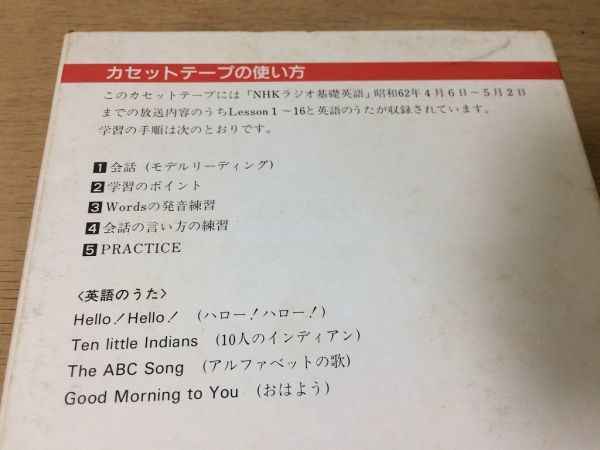 カセットテープの使い方
このカセットテープには「NHKラジオ基礎英語」昭和62年4月6日～5月2日
までの放送内容のうちLesson 1～16と英語のうたが収録されています。
学習の手順は次のとおりです。
1 会話（モデルリーディング）
2 学習のポイント
3 Wordsの発音練習
4 会話の言い方の練習
5 PRACTICE
〈英語のうた〉
Hello! Hello!（ハロー！ハロー！）
Ten little Indians（10人のインディアン）
The ABC Song（アルファベットの歌）
Good Morning to You（おはよう）